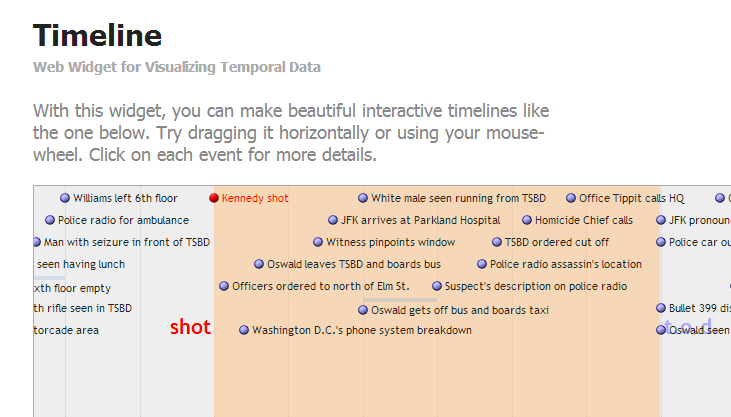 Timeline
Web Widget for Visualizing Temporal Data
With this widget, you can make beautiful interactive timelines like
the one below. Try dragging it horizontally or using your mouse-
wheel. Click on each event for more details.
Williams left 6th floor Kennedy shot White male seen running from TSBD Office Tippit calls HQ
Police radio for ambulance JFK arrives at Parkland Hospital Homicide Chief calls JFK pronoun
Man with seizure in front of TSBD Witness pinpoints window TSBD ordered cut off Police car ou
seen having lunch Oswald leaves TSBD and boards bus Police radio assassin's location
xth floor empty Officers ordered to north of Elm St. Suspect's description on police radio
th rifle seen in TSBD Oswald gets off bus and boards taxi Bullet 399 dis
torcade area shot Washington D.C.'s phone system breakdown Oswald seen
t.o.d.